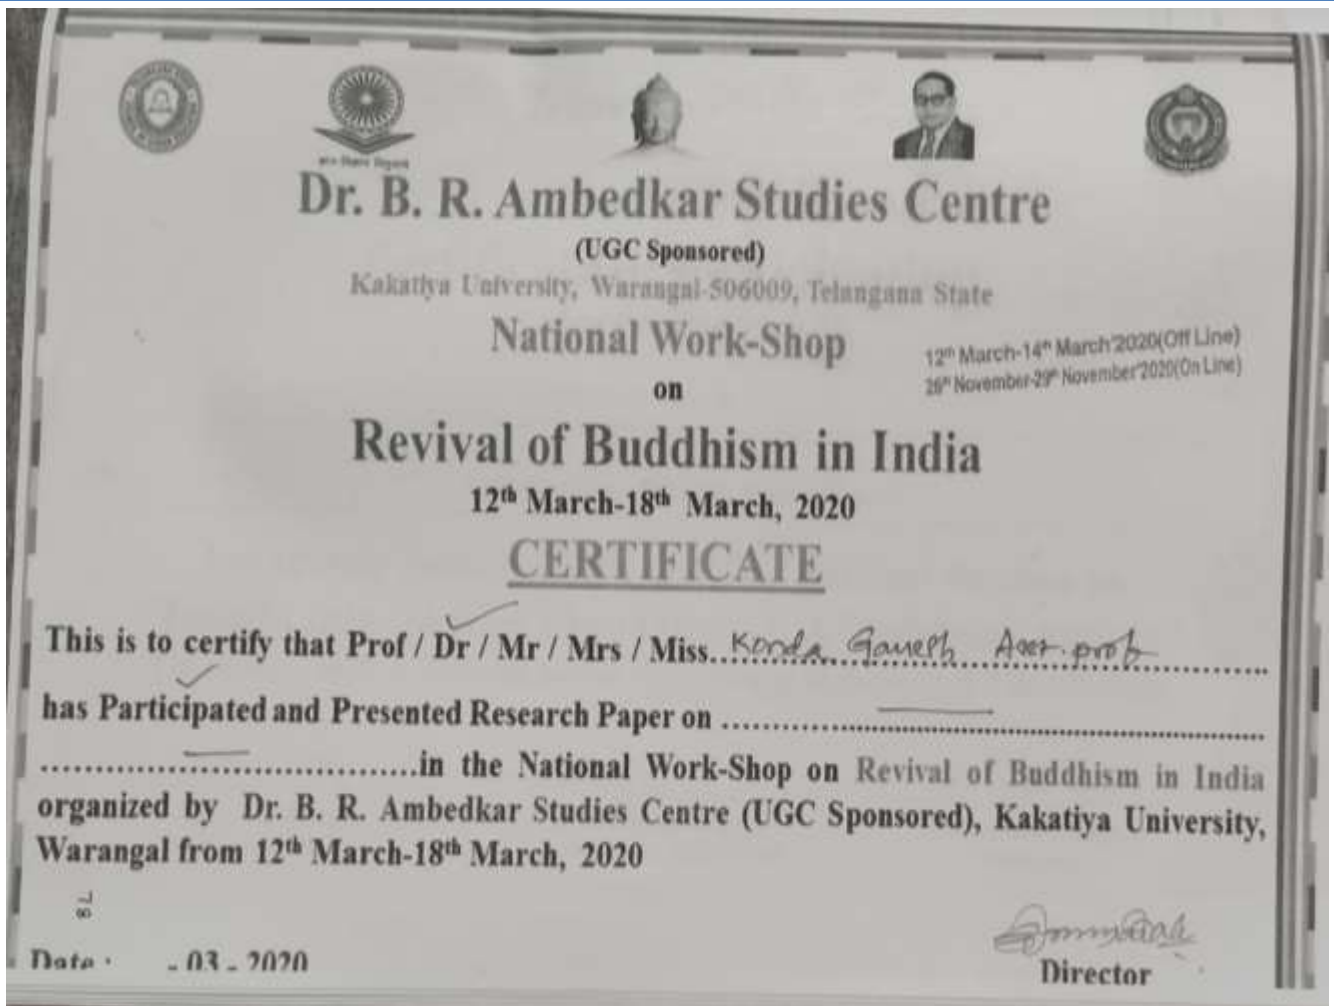 Dr. B. R. Ambedkar Studies Centre
(UGC Sponsored)
Kakatiya University, Warangal-506009, Telangana State
National Work-Shop
12th March-14th March'2020(Off Line)
26th November-29th November'2020(On Line)
on
Revival of Buddhism in India
12th March-18th March, 2020
CERTIFICATE
This is to certify that Prof / Dr / Mr / Mrs / Miss..Konda Ganesh Asst. prof
has Participated and Presented Research Paper on ..........
..........in the National Work-Shop on Revival of Buddhism in India
organized by Dr. B. R. Ambedkar Studies Centre (UGC Sponsored), Kakatiya University,
Warangal from 12th March-18th March, 2020
78
Date : - 03 - 2020
Director